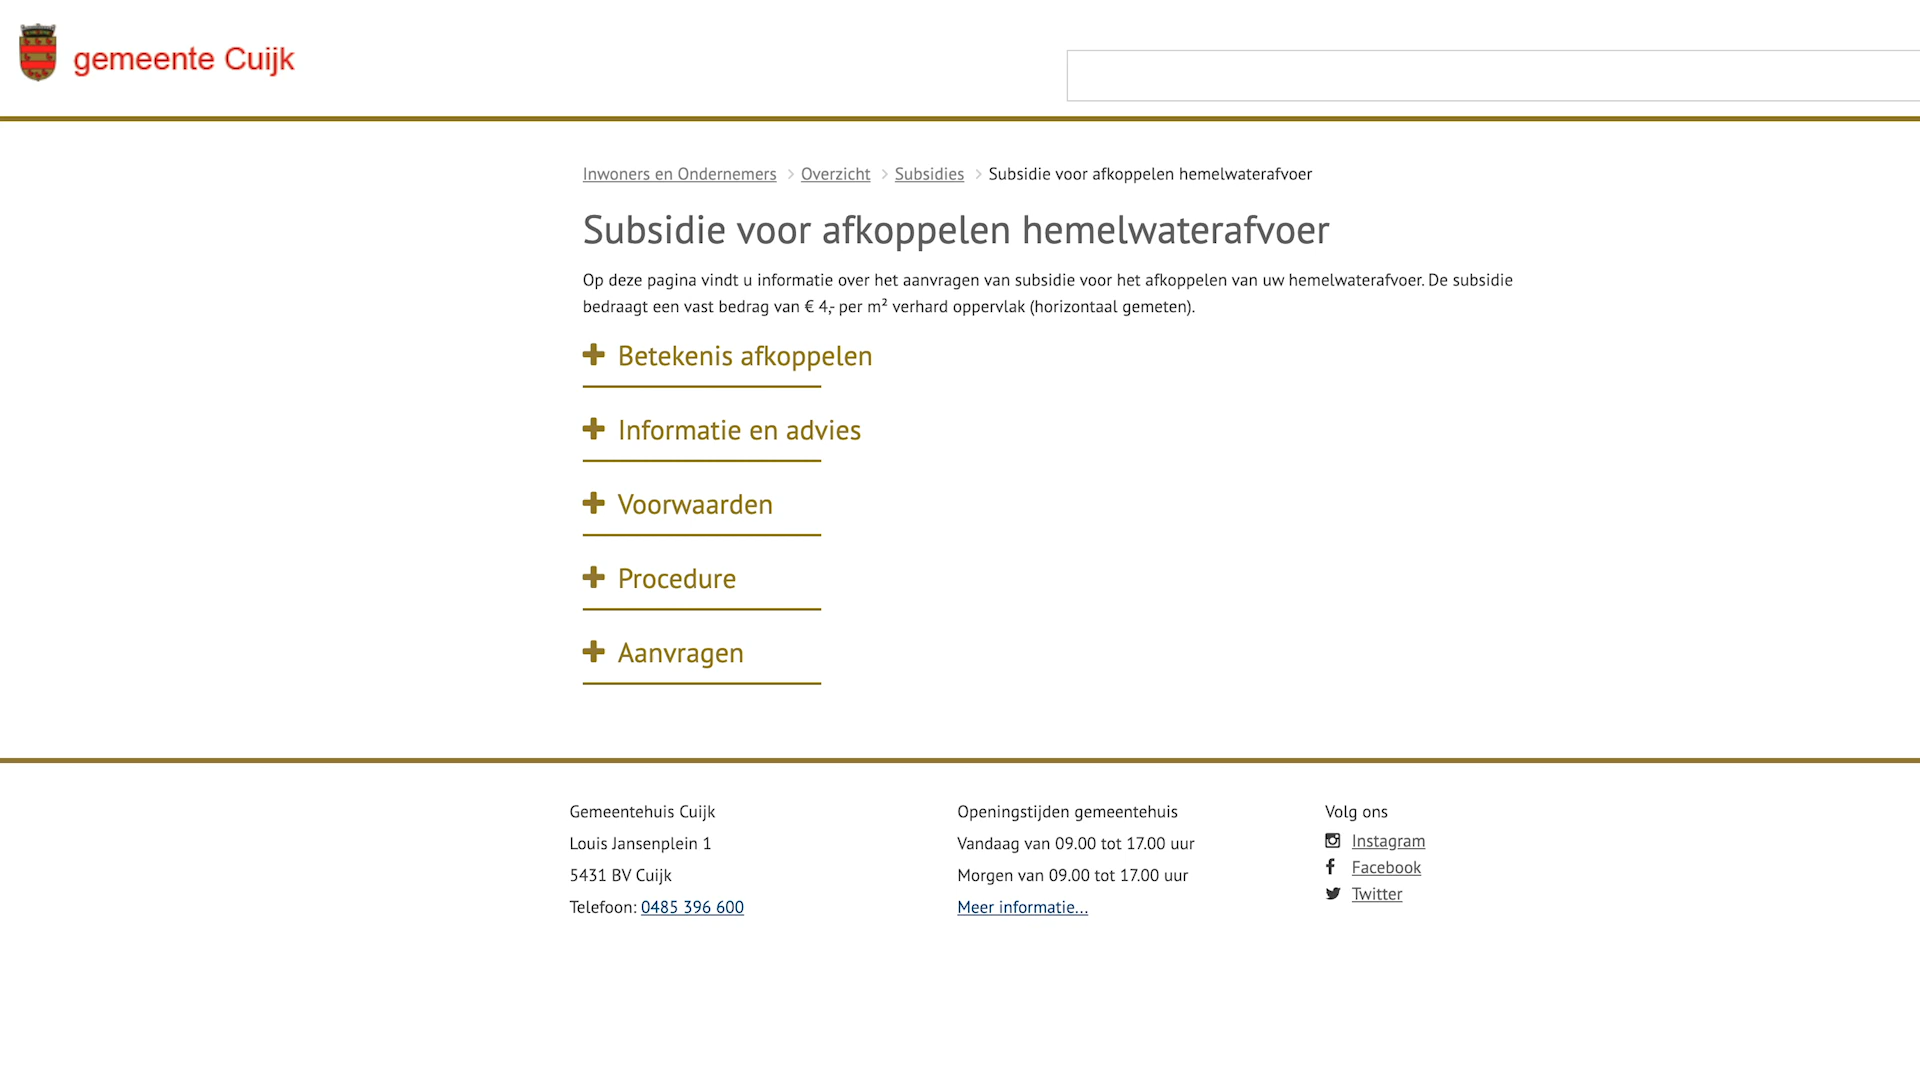 gemeente Cuijk
Inwoners en Ondernemers > Overzicht > Subsidies > Subsidie voor afkoppelen hemelwaterafvoer
Subsidie voor afkoppelen hemelwaterafvoer
Op deze pagina vindt u informatie over het aanvragen van subsidie voor het afkoppelen van uw hemelwaterafvoer. De subsidie
bedraagt een vast bedrag van € 4,- per m² verhard oppervlak (horizontaal gemeten).
Betekenis afkoppelen
Informatie en advies
Voorwaarden
Procedure
Aanvragen
Gemeentehuis Cuijk
Louis Jansenplein 1
5431 BV Cuijk
Telefoon: 0485 396 600
Openingstijden gemeentehuis
Vandaag van 09.00 tot 17.00 uur
Morgen van 09.00 tot 17.00 uur
Meer informatie...
Volg ons
Instagram
Facebook
Twitter